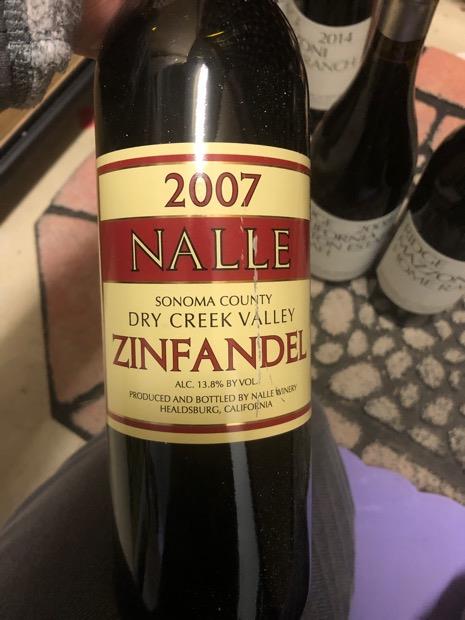 2007
NALLE
SONOMA COUNTY
DRY CREEK VALLEY
ZINFANDEL
ALC. 13.8% BY VOL.
PRODUCED AND BOTTLED BY NALLE WINERY
HEALDSBURG, CALIFORNIA
2014